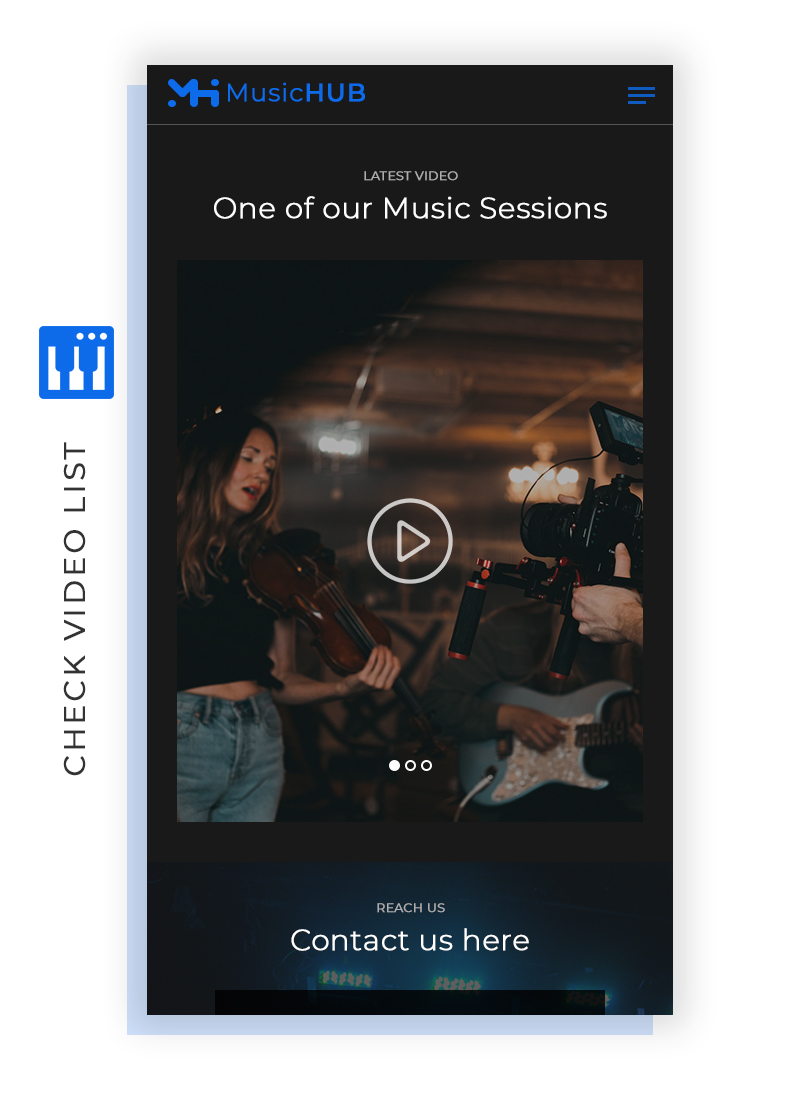 MusicHUB
LATEST VIDEO
One of our Music Sessions
CHECK VIDEO LIST
REACH US
Contact us here